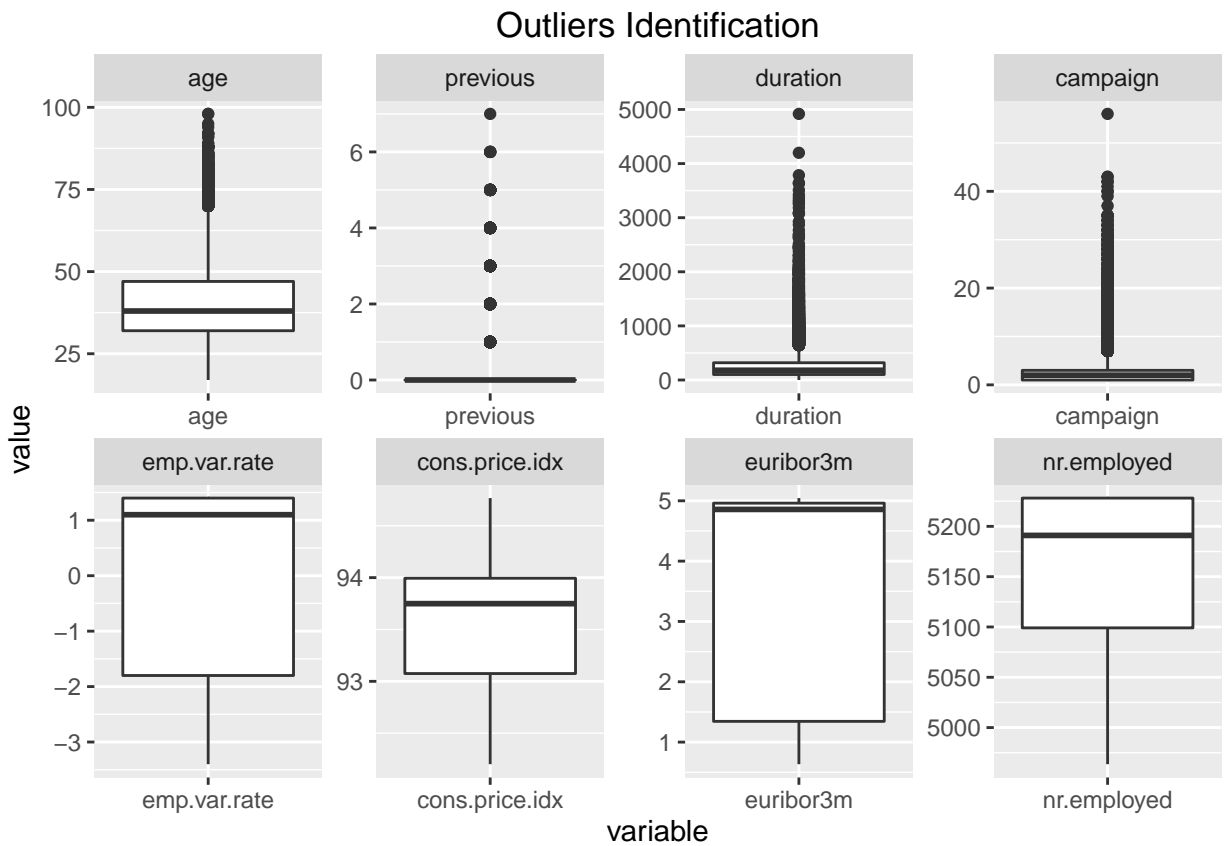 Outliers Identification
age
previous
duration
campaign
100
75
50
25
6
4
2
0
5000
4000
3000
2000
1000
0
40
20
0
age
previous
duration
campaign
value
emp.var.rate
cons.price.idx
euribor3m
nr.employed
1
0
−1
−2
−3
94
93
5
4
3
2
1
5200
5150
5100
5050
5000
emp.var.rate
cons.price.idx
euribor3m
nr.employed
variable